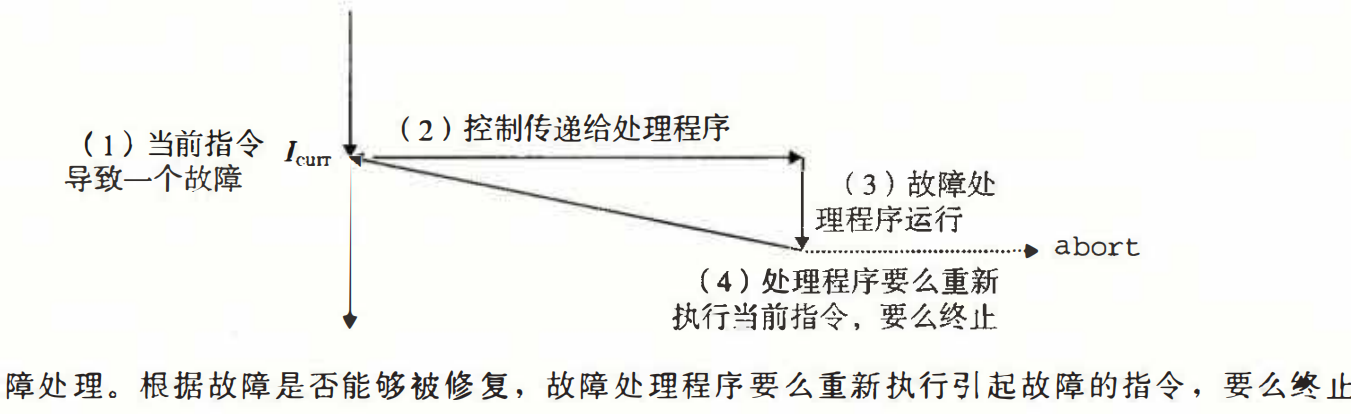 （1）当前指令
导致一个故障
I curr
（2）控制传递给处理程序
（3）故障处
理程序运行
abort
（4）处理程序要么重新
执行当前指令，要么终止
障处理。根据故障是否能够被修复，故障处理程序要么重新执行引起故障的指令，要么终止